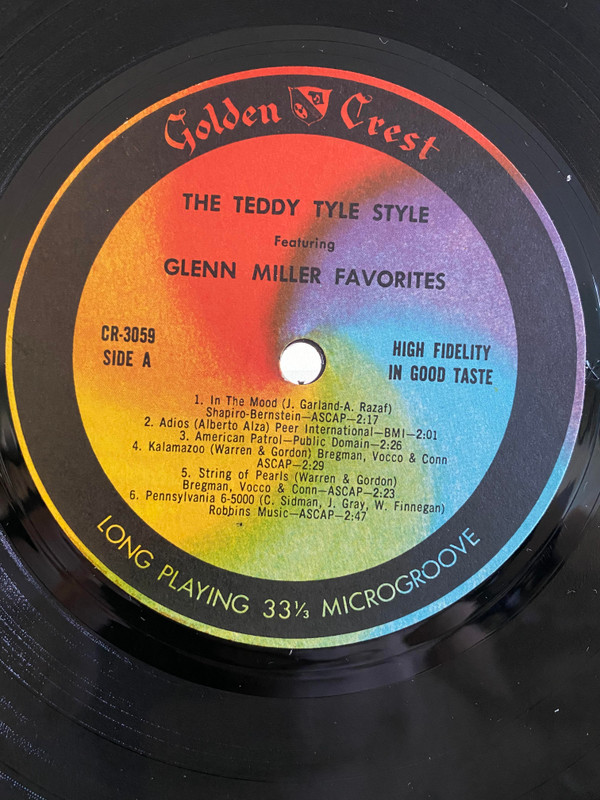 Golden Crest
THE TEDDY TYLE STYLE
Featuring
GLENN MILLER FAVORITES
CR-3059
SIDE A
HIGH FIDELITY
IN GOOD TASTE
1. In The Mood (J. Garland-A. Razaf)
Shapiro-Bernstein—ASCAP—2:17
2. Adios (Alberto Alza) Peer International—BMI—2:01
3. American Patrol—Public Domain—2:26
4. Kalamazoo (Warren & Gordon) Bregman, Vocco & Conn
ASCAP—2:29
5. String of Pearls (Warren & Gordon)
Bregman, Vocco & Conn—ASCAP—2:23
6. Pennsylvania 6-5000 (C. Sidman, J. Gray, W. Finnegan)
Robbins Music—ASCAP—2:47
LONG PLAYING 33⅓ MICROGROOVE